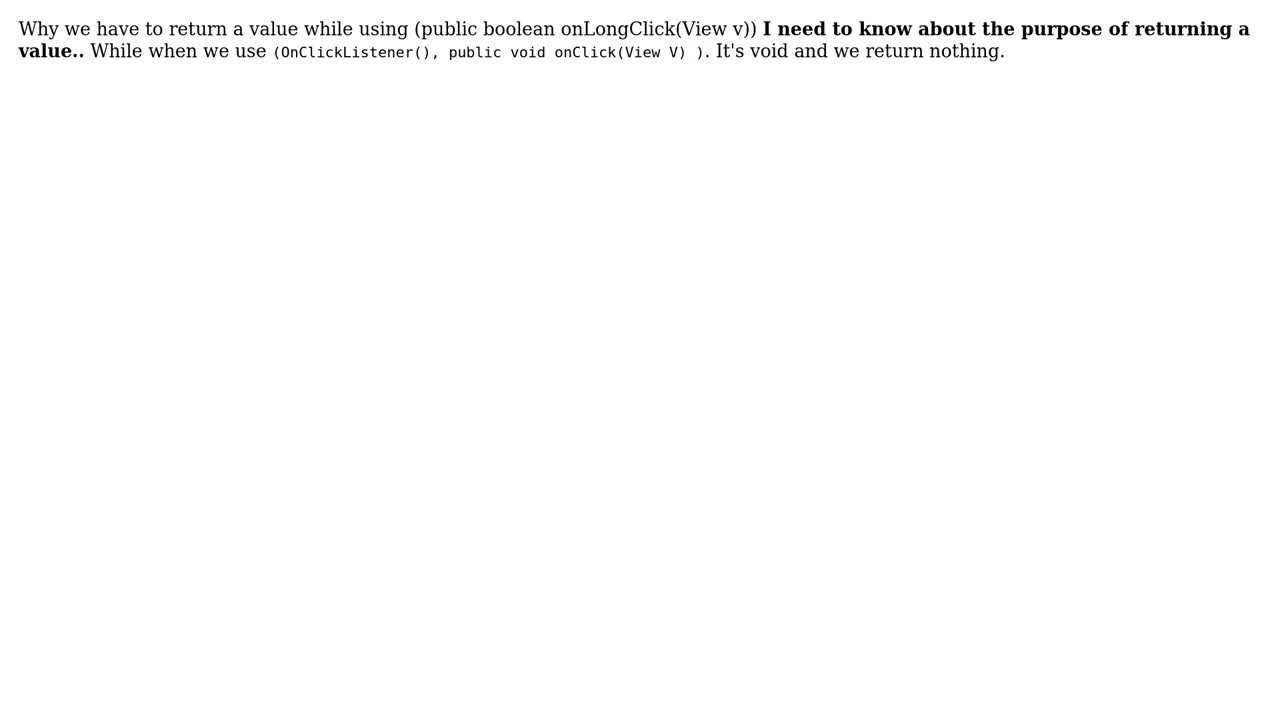 Why we have to return a value while using (public boolean onLongClick(View v)) I need to know about the purpose of returning a
value.. While when we use (OnClickListener(), public void onClick(View V) ). It's void and we return nothing.